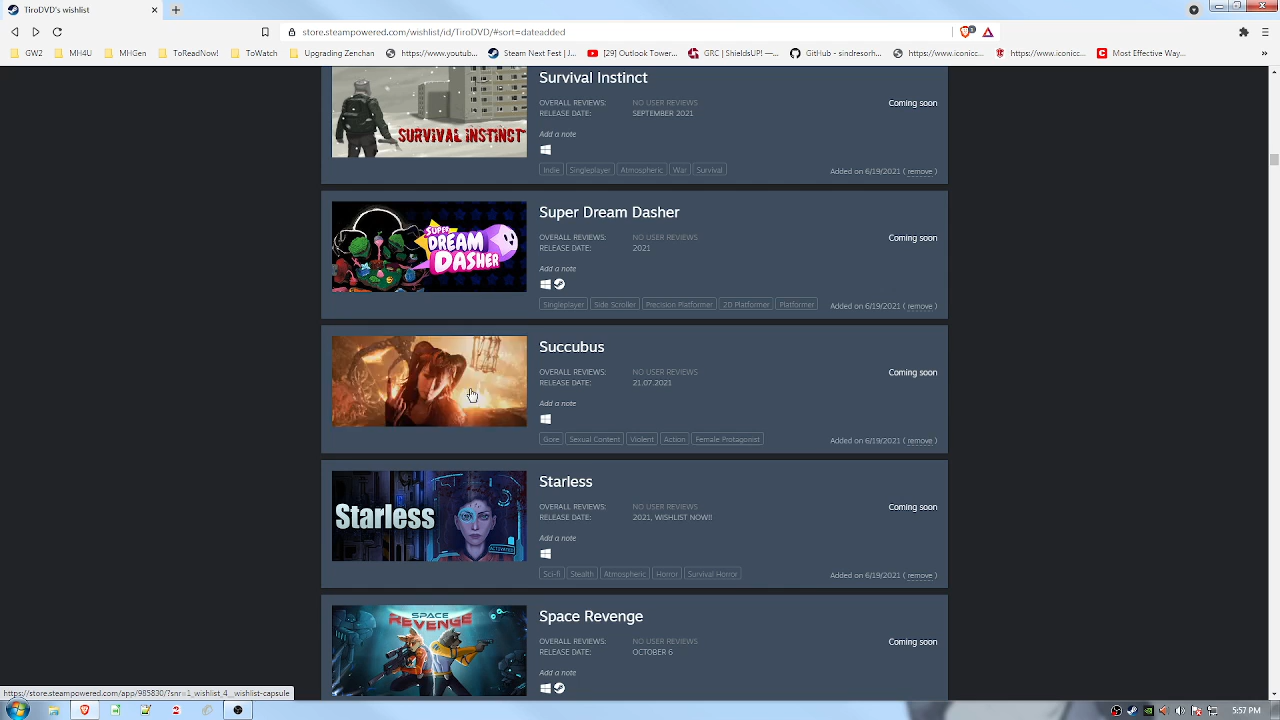 TiroDVD's wishlist
store.steampowered.com/wishlist/id/TiroDVD/#sort=dateadded
GW2
MH4U
MHGen
ToReadNow!
ToWatch
Upgrading Zenchou
https://www.youtub...
Steam Next Fest |...
[29] Outlook Towe...
GRC | ShieldsUP! —...
GitHub - sindresorh...
https://www.iconicc...
https://www.iconicc...
Most Effective Way...
Survival Instinct
OVERALL REVIEWS: NO USER REVIEWS
Coming soon
RELEASE DATE: SEPTEMBER 2021
Add a note
SURVIVAL INSTINCT
Indie Singleplayer Atmospheric War Survival
Added on 6/19/2021 ( remove )
Super Dream Dasher
OVERALL REVIEWS: NO USER REVIEWS
Coming soon
RELEASE DATE: 2021
SUPER
DREAM
DASHER
Add a note
Singleplayer Side Scroller Precision Platformer 2D Platformer Platformer
Added on 6/19/2021 ( remove )
Succubus
OVERALL REVIEWS: NO USER REVIEWS
Coming soon
RELEASE DATE: 21.07.2021
Add a note
Gore Sexual Content Violent Action Female Protagonist
Added on 6/19/2021 ( remove )
Starless
OVERALL REVIEWS: NO USER REVIEWS
Coming soon
RELEASE DATE: 2021, WISHLIST NOW!!
Starless
Add a note
ACTIVATED
Sci-fi Stealth Atmospheric Horror Survival Horror
Added on 6/19/2021 ( remove )
Space Revenge
SPACE
REVENGE
OVERALL REVIEWS: NO USER REVIEWS
Coming soon
RELEASE DATE: OCTOBER 6
Add a note
https://store.steampowered.com/app/985830/?snr=1_wishlist_4__wishlist-capsule
5:57 PM